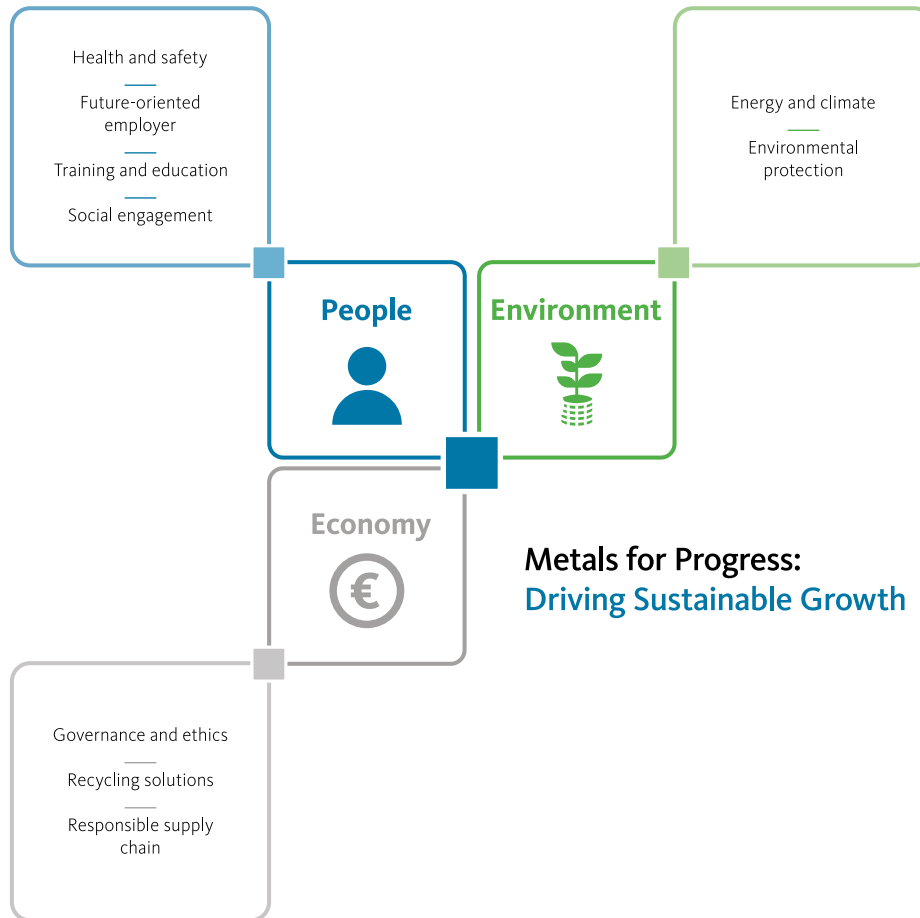 Health and safety
Future-oriented
employer
Training and education
Social engagement
Energy and climate
Environmental
protection
People
Environment
Economy
€
Metals for Progress:
Driving Sustainable Growth
Governance and ethics
Recycling solutions
Responsible supply
chain